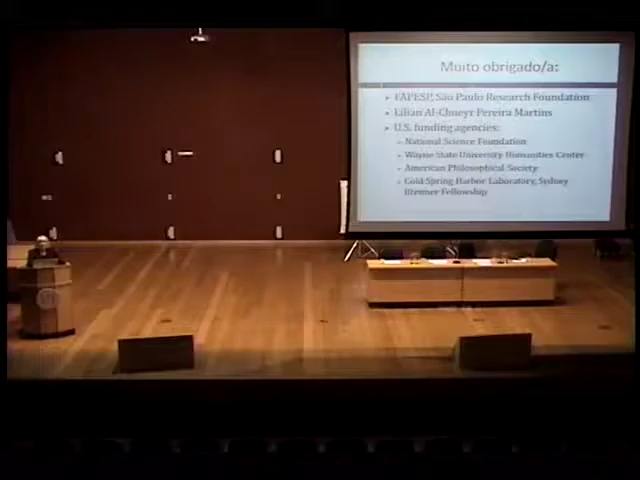 Muito obrigado/a:
FAPESP, São Paulo Research Foundation
Lilian Al-Chueyr Pereira Martins
U.S. funding agencies:
National Science Foundation
Wayne State University Humanities Center
American Philosophical Society
Cold Spring Harbor Laboratory, Sydney
Brenner Fellowship